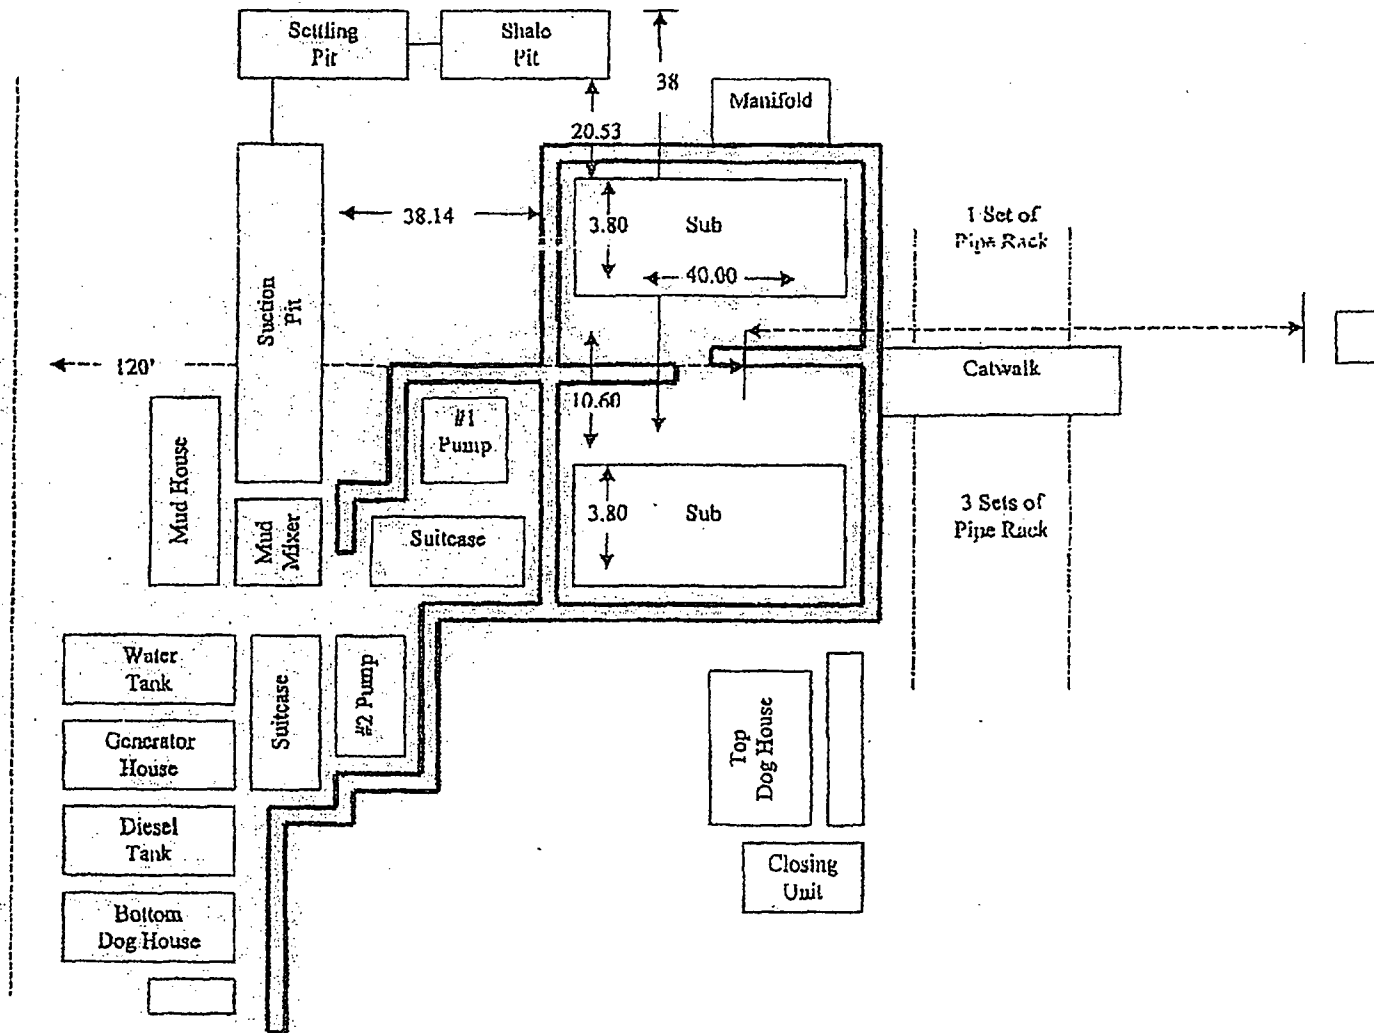 Settling
Pit
Shale
Pit
38
Manifold
20.53
38.14
3.80
Sub
40.00
1 Set of
Pipe Rack
Suction
Pit
120'
Catwalk
10.60
#1
Pump
Mud House
Mud
Mixer
Suitcase
3.80
Sub
3 Sets of
Pipe Rack
Water
Tank
Suitcase
#2 Pump
Generator
House
Top
Dog House
Diesel
Tank
Closing
Unit
Bottom
Dog House